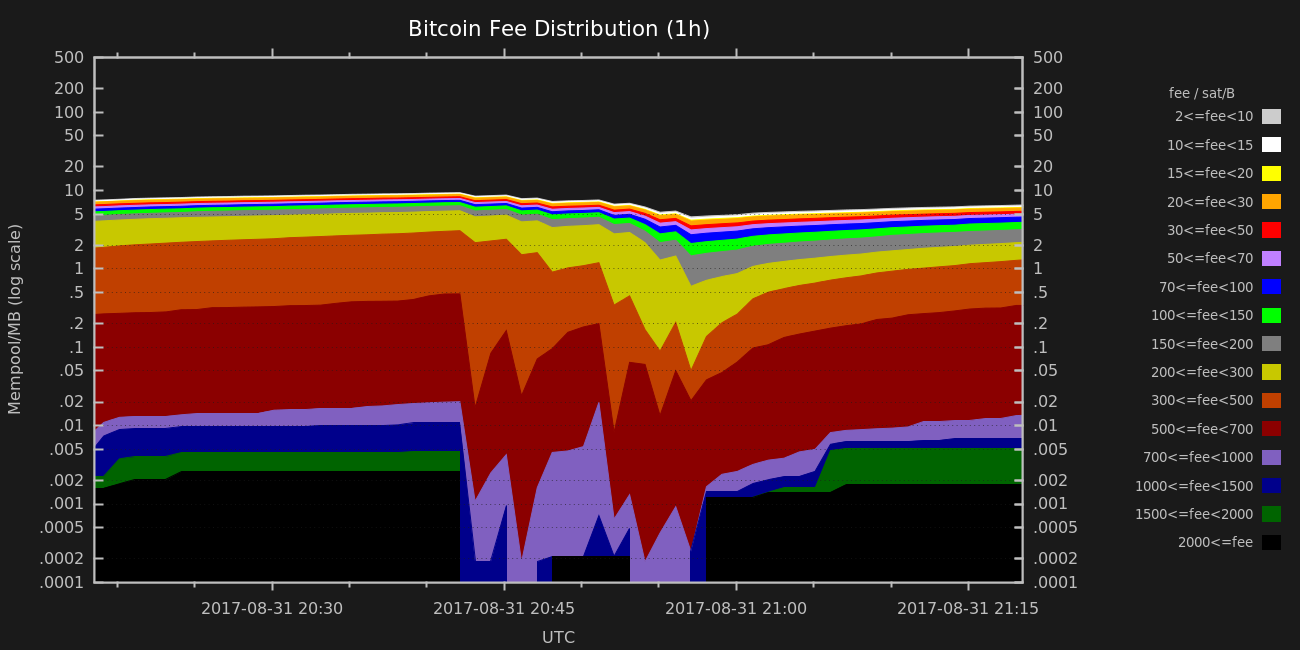 Bitcoin Fee Distribution (1h)
500 500
200 200
100 100
50 50
20 20
10 10
5 5
2 2
1 1
.5 .5
.2 .2
.1 .1
.05 .05
.02 .02
.01 .01
.005 .005
.002 .002
.001 .001
.0005 .0005
.0002 .0002
.0001 .0001
Mempool/MB (log scale)
2017-08-31 20:30 2017-08-31 20:45 2017-08-31 21:00 2017-08-31 21:15
UTC
fee / sat/B
2<=fee<10
10<=fee<15
15<=fee<20
20<=fee<30
30<=fee<50
50<=fee<70
70<=fee<100
100<=fee<150
150<=fee<200
200<=fee<300
300<=fee<500
500<=fee<700
700<=fee<1000
1000<=fee<1500
1500<=fee<2000
2000<=fee